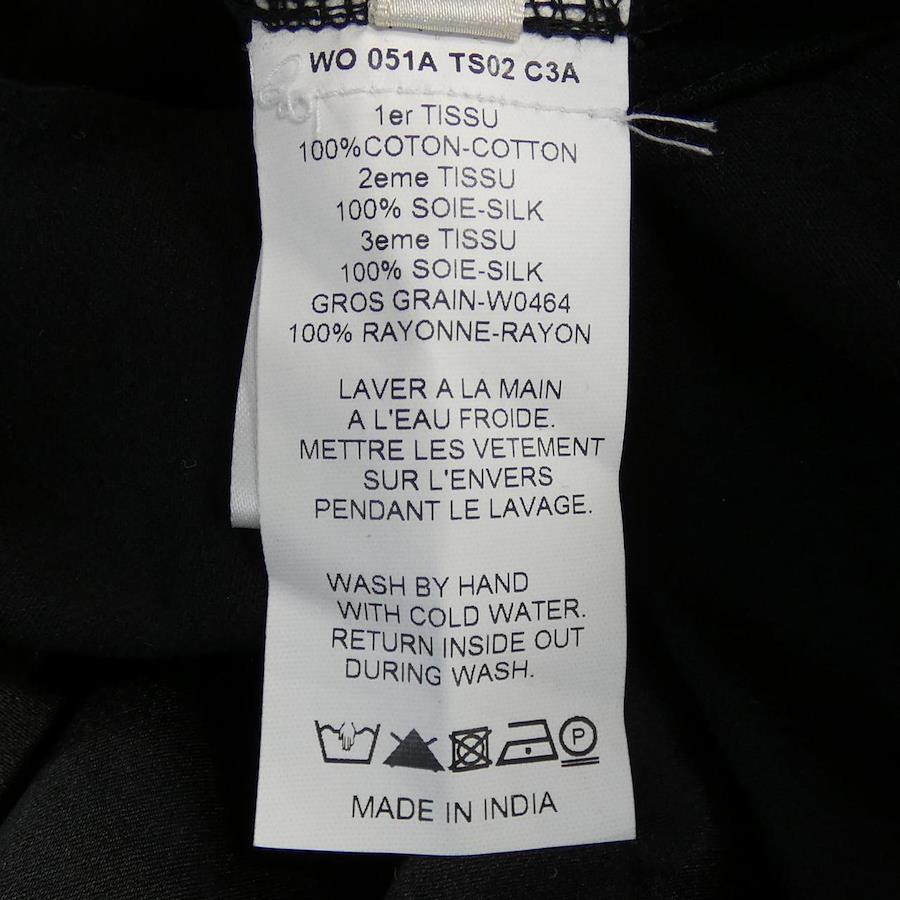 WO 051A TS02 C3A
1er TISSU
100%COTON-COTTON
2eme TISSU
100% SOIE-SILK
3eme TISSU
100% SOIE-SILK
GROS GRAIN-W0464
100% RAYONNE-RAYON
LAVER A LA MAIN
A L'EAU FROIDE.
METTRE LES VETEMENT
SUR L'ENVERS
PENDANT LE LAVAGE.
WASH BY HAND
WITH COLD WATER.
RETURN INSIDE OUT
DURING WASH.
P
MADE IN INDIA